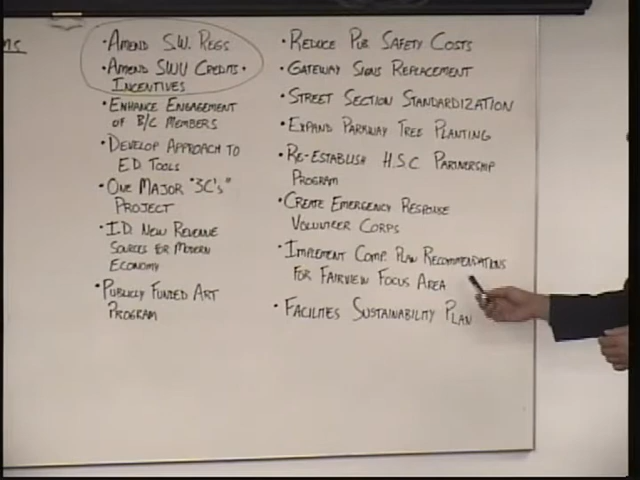 ms
• Amend S.W. Regs
• Amend SWU Credits •
Incentives
• Enhance Engagement
of B/C Members
• Develop Approach to
ED Tools
• One Major "3C's"
Project
• I.D. New Revenue
Sources for Modern
Economy
• Publicly Funded Art
Program
• Reduce Pub Safety Costs
• Gateway Signs Replacement
• Street Section Standardization
• Expand Parkway Tree Planting
• Re-Establish H.S.C Partnership
Program
• Create Emergency Response
Volunteer Corps
• Implement Comp. Plan Recommendations
for Fairview Focus Area
• Facilites Sustainability Plan